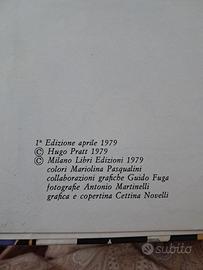 1ª Edizione aprile 1979
© Hugo Pratt 1979
© Milano Libri Edizioni 1979
colori Mariolina Pasqualini
collaborazioni grafiche Guido Fuga
fotografie Antonio Martinelli
grafica e copertina Cettina Novelli
subito